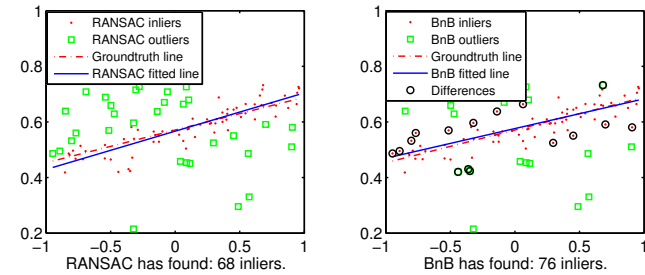 RANSAC inliers
RANSAC outliers
Groundtruth line
RANSAC fitted line
0.8
0.6
0.4
0.2
-1 -0.5 0 0.5 1
RANSAC has found: 68 inliers.
BnB inliers
BnB outliers
Groundtruth line
BnB fitted line
Differences
0.8
0.6
0.4
0.2
-1 -0.5 0 0.5 1
BnB has found: 76 inliers.